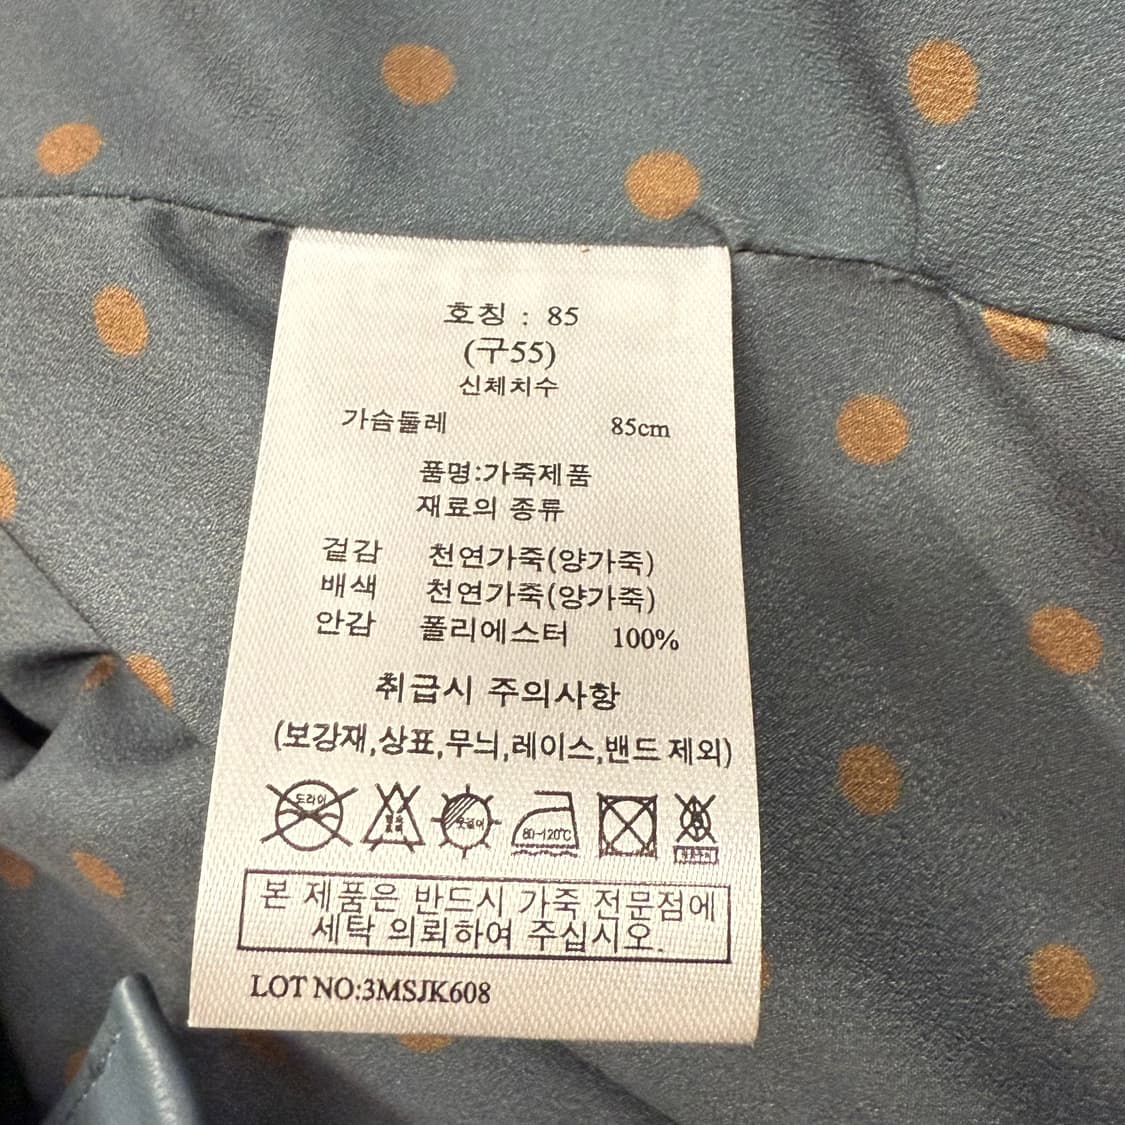 호칭 : 85
(구55)
신체치수
가슴둘레 85cm
품명:가죽제품
재료의 종류
겉감 천연가죽(양가죽)
배색 천연가죽(양가죽)
안감 폴리에스터 100%
취급시 주의사항
(보강재,상표,무늬,레이스,밴드 제외)
드라이 옷걸이 80~120℃
본 제품은 반드시 가죽 전문점에
세탁 의뢰하여 주십시오.
LOT NO:3MSJK608